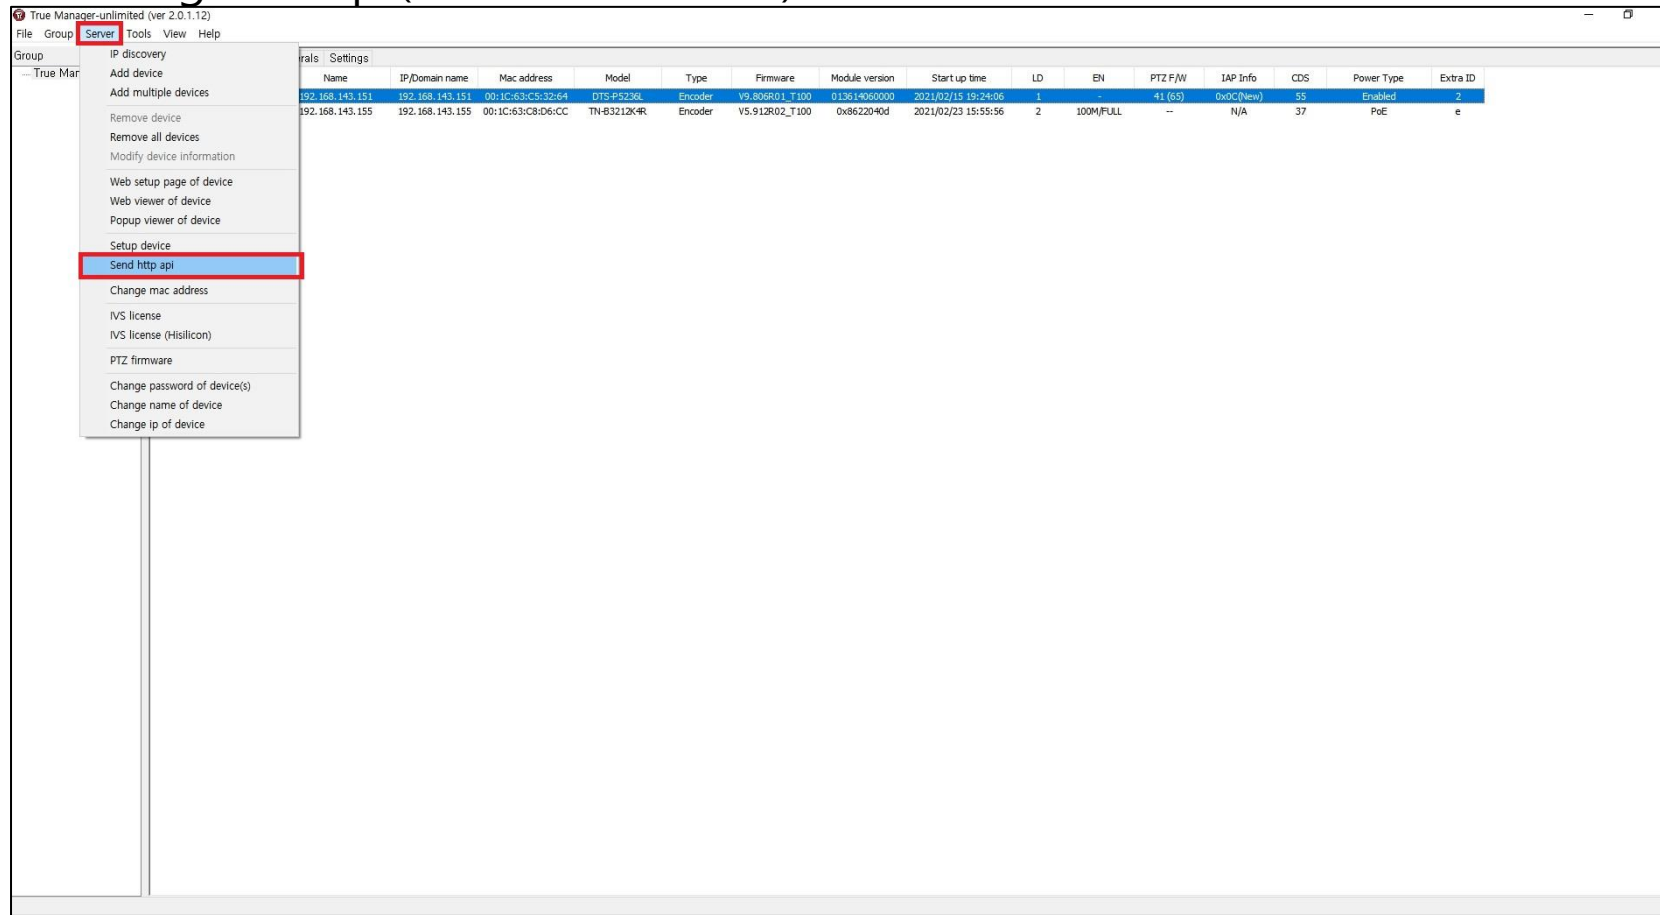 True Manager-unlimited (ver 2.0.1.12)
File Group Server Tools View Help
Group
True Mar
IP discovery
Add device
Add multiple devices
Remove device
Remove all devices
Modify device information
Web setup page of device
Web viewer of device
Popup viewer of device
Setup device
Send http api
Change mac address
IVS license
IVS license (Hisilicon)
PTZ firmware
Change password of device(s)
Change name of device
Change ip of device
erals Settings
Name IP/Domain name Mac address Model Type Firmware Module version Start up time LD EN PTZ F/W IAP Info CDS Power Type Extra ID
192.168.143.151 192.168.143.151 00:1C:63:C5:32:64 DTS-P5236L Encoder V9.806R01_T100 013614060000 2021/02/15 19:24:06 1 - 41 (65) 0x0C(New) 55 Enabled 2
192.168.143.155 192.168.143.155 00:1C:63:C8:D6:CC TN-B3212K4R Encoder V5.912R02_T100 0x8622040d 2021/02/23 15:55:56 2 100M/FULL -- N/A 37 PoE e